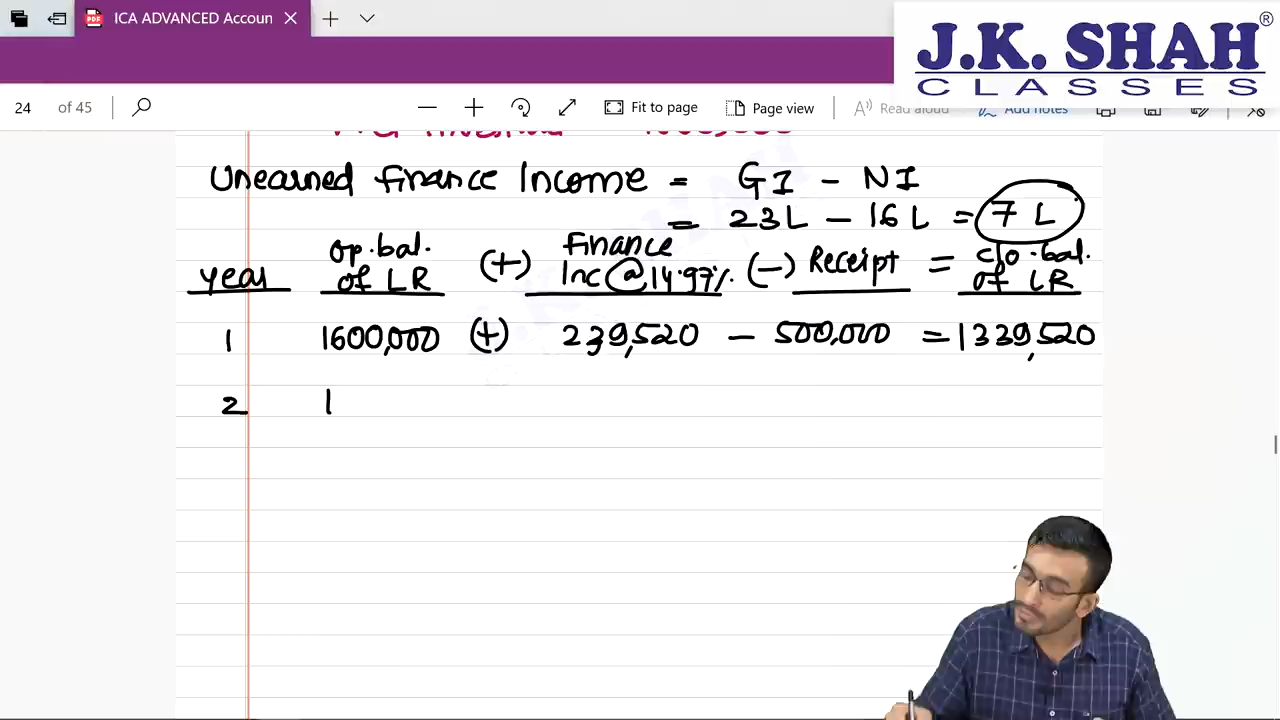 ICA ADVANCED Accoun
J.K. SHAH®
CLASSES
24 of 45 Fit to page Page view Read aloud Add notes
Unearned finance Income = GI - NI
= 23L - 16L = 7 L
year op.bal. of LR (+) Finance Inc @ 14.97%. (-) Receipt = clo.bal. of LR
1 1600,000 (+) 239,520 - 500,000 = 1339,520
2 1